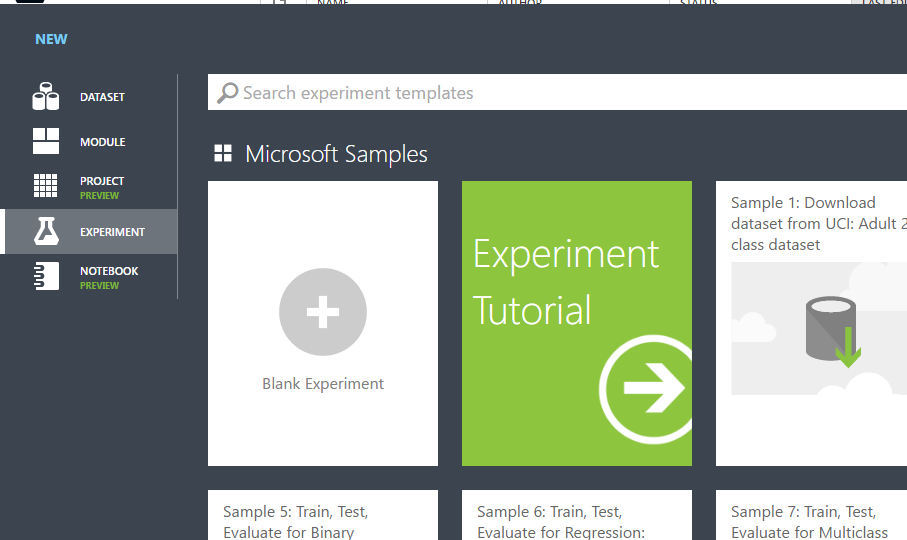 NAME AUTHOR STATUS
NEW
DATASET
MODULE
PROJECT
PREVIEW
EXPERIMENT
NOTEBOOK
PREVIEW
Search experiment templates
Microsoft Samples
Blank Experiment
Experiment
Tutorial
Sample 1: Download
dataset from UCI: Adult 2
class dataset
Sample 5: Train, Test,
Evaluate for Binary
Sample 6: Train, Test,
Evaluate for Regression:
Sample 7: Train, Test,
Evaluate for Multiclass